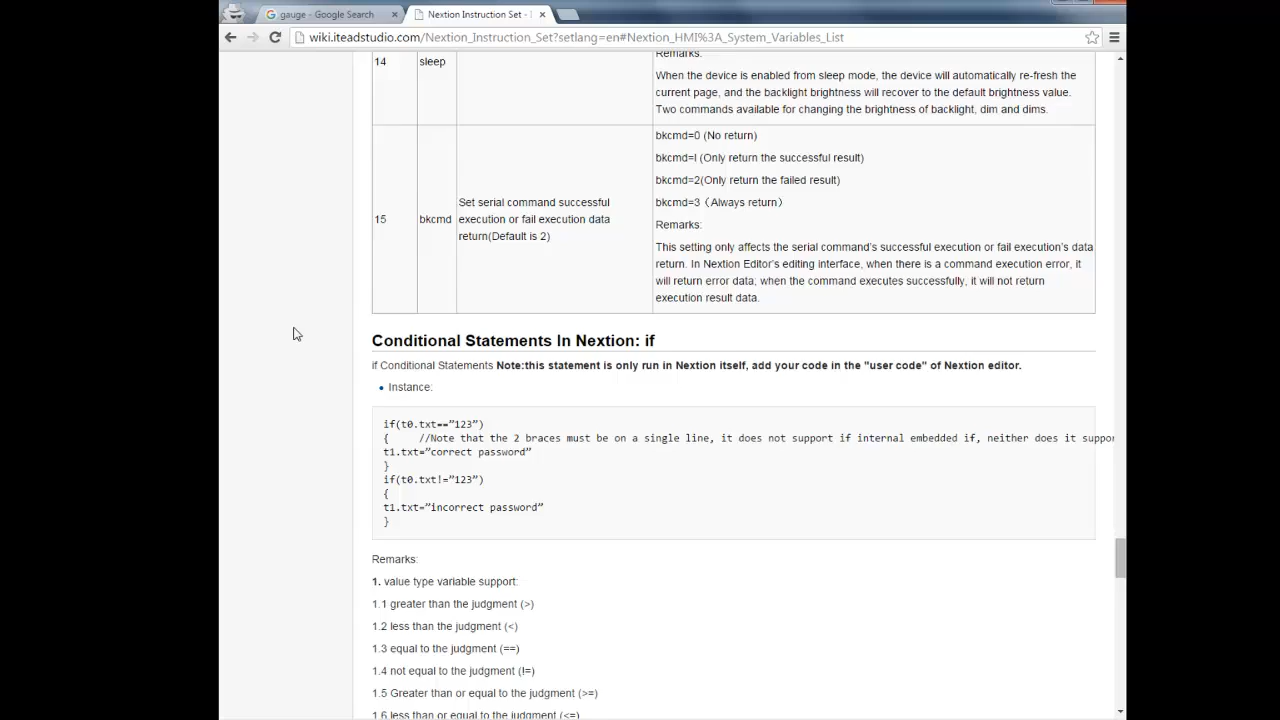 gauge - Google Search
Nextion Instruction Set -
wiki.iteadstudio.com/Nextion_Instruction_Set?setlang=en#Nextion_HMI%3A_System_Variables_List
Remarks:
14 sleep
When the device is enabled from sleep mode, the device will automatically re-fresh the
current page, and the backlight brightness will recover to the default brightness value.
Two commands available for changing the brightness of backlight, dim and dims.
bkcmd=0 (No return)
bkcmd=l (Only return the successful result)
bkcmd=2(Only return the failed result)
bkcmd=3（Always return）
15 bkcmd
Set serial command successful
execution or fail execution data
return(Default is 2)
Remarks:
This setting only affects the serial command's successful execution or fail execution's data
return. In Nextion Editor's editing interface, when there is a command execution error, it
will return error data; when the command executes successfully, it will not return
execution result data.
Conditional Statements In Nextion: if
if Conditional Statements Note:this statement is only run in Nextion itself, add your code in the "user code" of Nextion editor.
Instance:
if(t0.txt==”123”)
{ //Note that the 2 braces must be on a single line, it does not support if internal embedded if, neither does it suppor
t1.txt=”correct password”
}
if(t0.txt!=”123”)
{
t1.txt=”incorrect password”
}
Remarks:
1. value type variable support:
1.1 greater than the judgment (>)
1.2 less than the judgment (<)
1.3 equal to the judgment (==)
1.4 not equal to the judgment (!=)
1.5 Greater than or equal to the judgment (>=)
1.6 less than or equal to the judgment (<=)